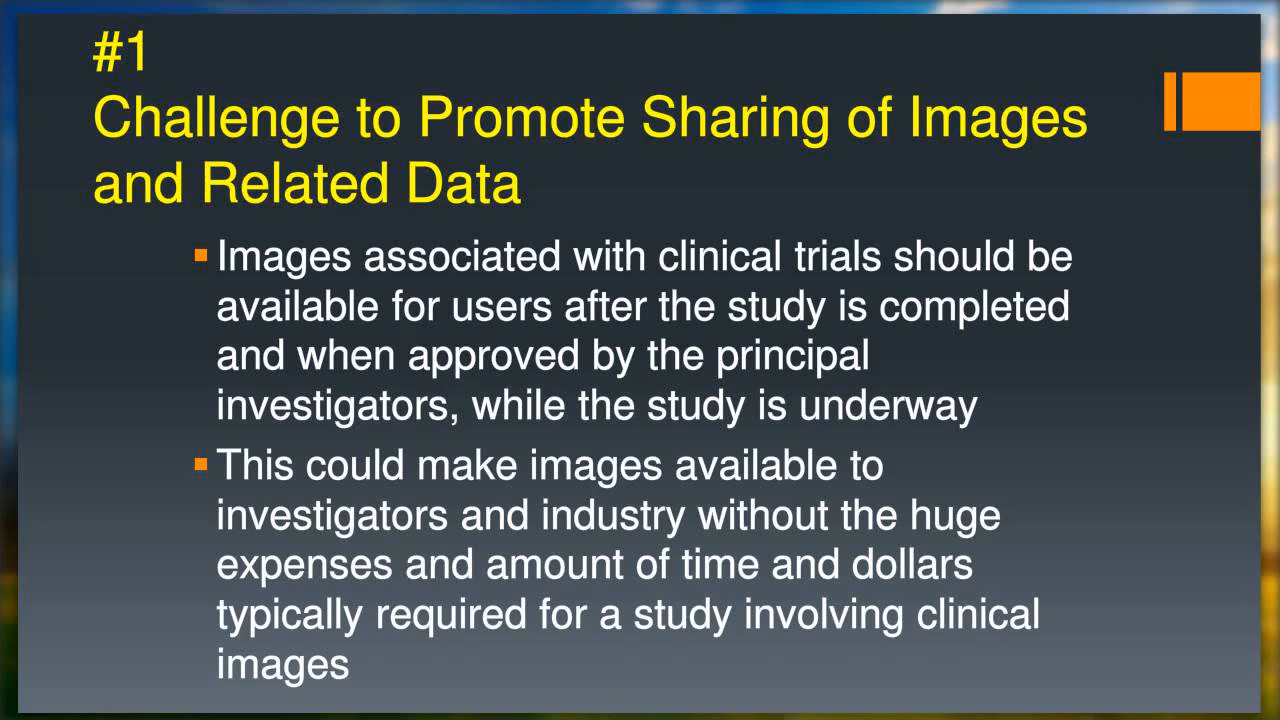 #1
Challenge to Promote Sharing of Images
and Related Data
Images associated with clinical trials should be
available for users after the study is completed
and when approved by the principal
investigators, while the study is underway
This could make images available to
investigators and industry without the huge
expenses and amount of time and dollars
typically required for a study involving clinical
images